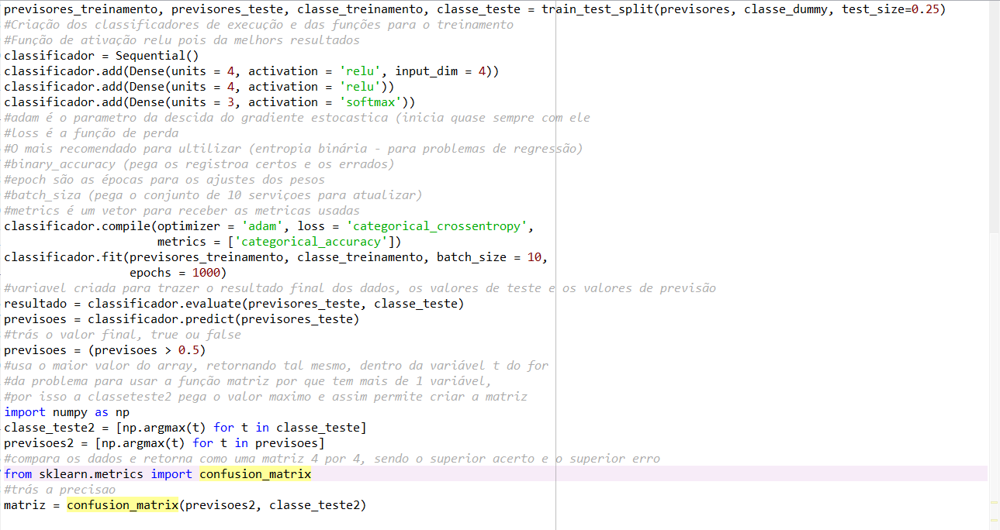 previsores_treinamento, previsores_teste, classe_treinamento, classe_teste = train_test_split(previsores, classe_dummy, test_size=0.25)
#Criação dos classificadores de execução e das funções para o treinamento
#Função de ativação relu pois da melhors resultados
classificador = Sequential()
classificador.add(Dense(units = 4, activation = 'relu', input_dim = 4))
classificador.add(Dense(units = 4, activation = 'relu'))
classificador.add(Dense(units = 3, activation = 'softmax'))
#adam é o parametro da descida do gradiente estocastica (inicia quase sempre com ele
#loss é a função de perda
#O mais recomendado para ultilizar (entropia binária - para problemas de regressão)
#binary_accuracy (pega os registroa certos e os errados)
#epoch são as épocas para os ajustes dos pesos
#batch_siza (pega o conjunto de 10 serviçoes para atualizar)
#metrics é um vetor para receber as metricas usadas
classificador.compile(optimizer = 'adam', loss = 'categorical_crossentropy',
                      metrics = ['categorical_accuracy'])
classificador.fit(previsores_treinamento, classe_treinamento, batch_size = 10,
                  epochs = 1000)
#variavel criada para trazer o resultado final dos dados, os valores de teste e os valores de previsão
resultado = classificador.evaluate(previsores_teste, classe_teste)
previsoes = classificador.predict(previsores_teste)
#trás o valor final, true ou false
previsoes = (previsoes > 0.5)
#usa o maior valor do array, retornando tal mesmo, dentro da variável t do for
#da problema para usar a função matriz por que tem mais de 1 variável,
#por isso a classeteste2 pega o valor maximo e assim permite criar a matriz
import numpy as np
classe_teste2 = [np.argmax(t) for t in classe_teste]
previsoes2 = [np.argmax(t) for t in previsoes]
#compara os dados e retorna como uma matriz 4 por 4, sendo o superior acerto e o superior erro
from sklearn.metrics import confusion_matrix
#trás a precisao
matriz = confusion_matrix(previsoes2, classe_teste2)